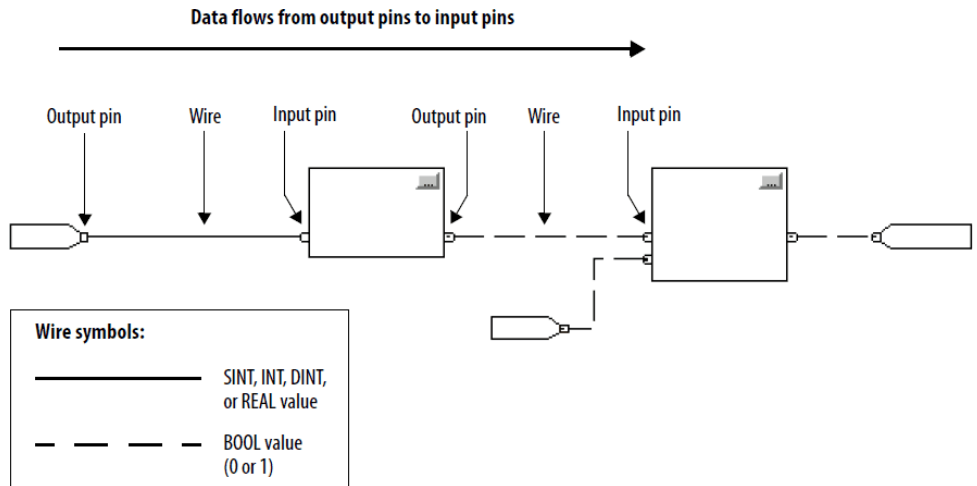 Data flows from output pins to input pins
Output pin
Wire
Input pin
Output pin
Wire
Input pin
...
...
Wire symbols:
SINT, INT, DINT,
or REAL value
BOOL value
(0 or 1)